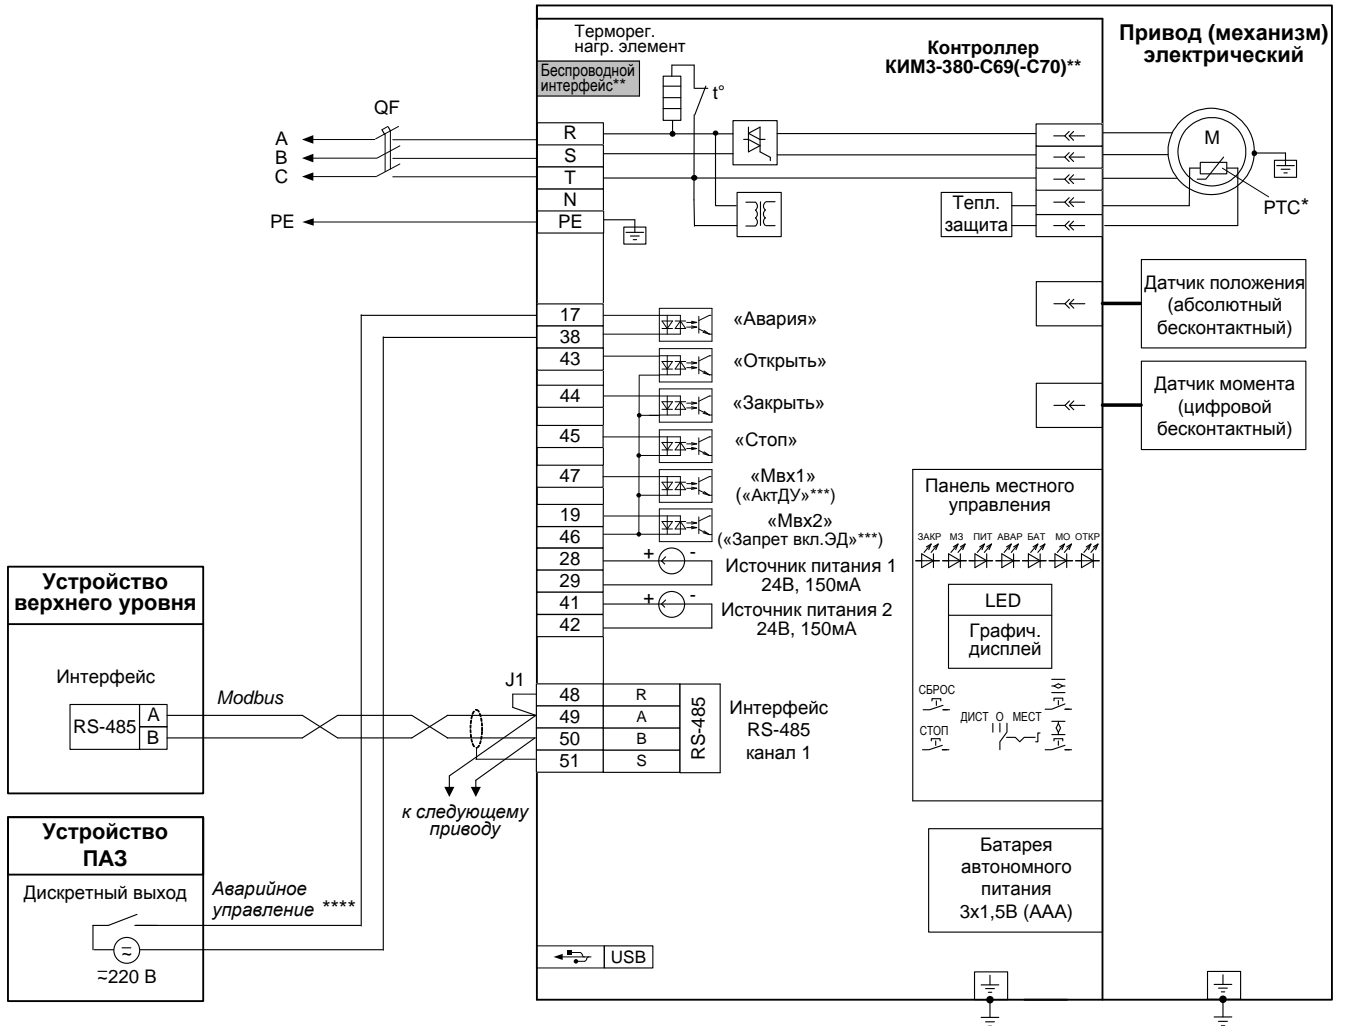 Привод (механизм)
электрический
Контроллер
КИМ3-380-С69(-С70)**
Терморег.
нагр. элемент
Беспроводной
интерфейс**
t°
QF
A
B
C
PE
R
S
T
N
PE
M
PTC*
Тепл.
защита
Датчик положения
(абсолютный
бесконтактный)
Датчик момента
(цифровой
бесконтактный)
17
38
43
44
45
47
19
46
28
29
41
42
«Авария»
«Открыть»
«Закрыть»
«Стоп»
«Мвх1»
(«АктДУ»***)
«Мвх2»
(«Запрет вкл.ЭД»***)
+ -
Источник питания 1
24В, 150мА
+ -
Источник питания 2
24В, 150мА
Панель местного
управления
ЗАКР МЗ ПИТ АВАР БАТ МО ОТКР
LED
Графич.
дисплей
СБРОС
СТОП
ДИСТ О МЕСТ
Устройство
верхнего уровня
Интерфейс
RS-485
A
B
Modbus
J1
48 R
49 A
50 B
51 S
RS-485
Интерфейс
RS-485
канал 1
к следующему
приводу
Устройство
ПАЗ
Дискретный выход
≂
≂220 В
Аварийное
управление ****
Батарея
автономного
питания
3х1,5В (ААА)
USB